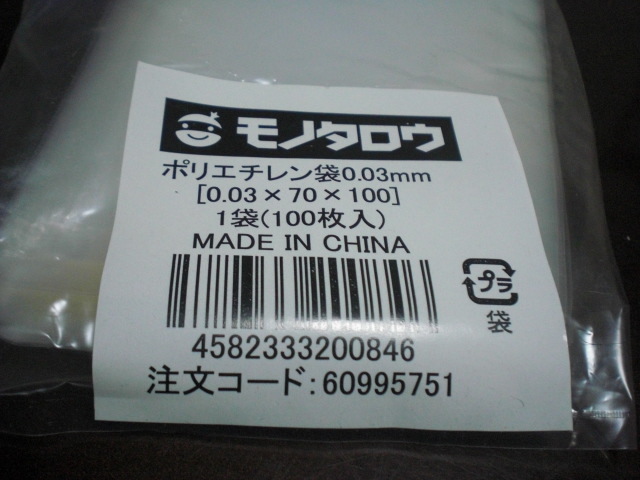 モノタロウ
ポリエチレン袋0.03mm
[0.03×70×100]
1袋(100枚入)
MADE IN CHINA
プラ
袋
4582333200846
注文コード:60995751